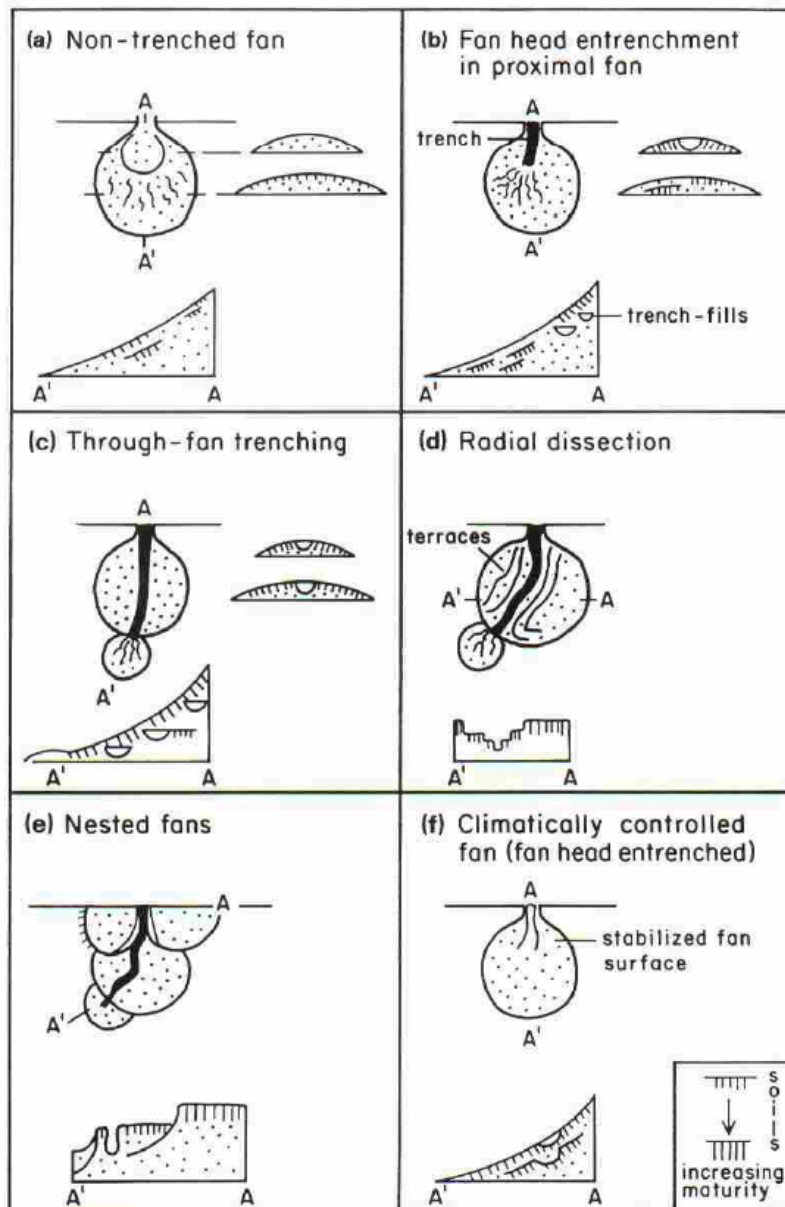 (a) Non-trenched fan
A
A'
A'
A
(b) Fan head entrenchment
in proximal fan
A
trench
A'
trench-fills
A'
A
(c) Through-fan trenching
A
A'
A'
A
(d) Radial dissection
terraces
A'
A
A'
A
(e) Nested fans
A
A'
A'
A
(f) Climatically controlled
fan (fan head entrenched)
A
stabilized fan
surface
A'
A'
A
soils
increasing
maturity